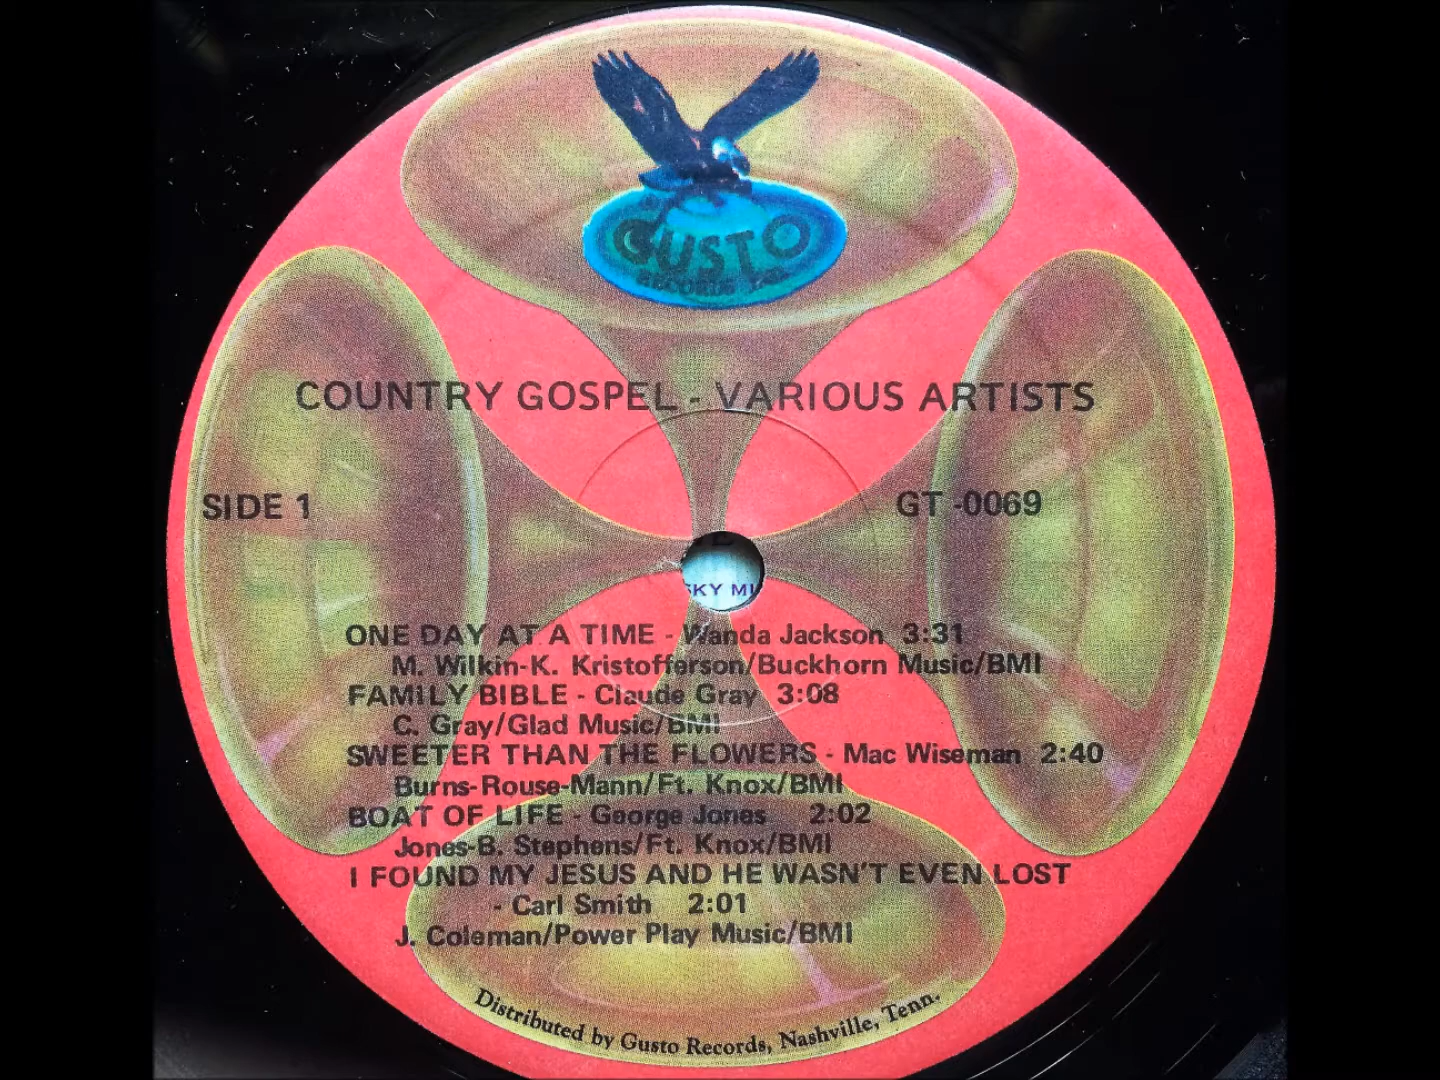 GUSTO
RECORDS INC.
COUNTRY GOSPEL - VARIOUS ARTISTS
SIDE 1
GT -0069
SKY MU
ONE DAY AT A TIME - Wanda Jackson 3:31
M. Wilkin-K. Kristofferson/Buckhorn Music/BMI
FAMILY BIBLE - Claude Gray 3:08
C. Gray/Glad Music/BMI
SWEETER THAN THE FLOWERS - Mac Wiseman 2:40
Burns-Rouse-Mann/Ft. Knox/BMI
BOAT OF LIFE - George Jones 2:02
Jones-B. Stephens/Ft. Knox/BMI
I FOUND MY JESUS AND HE WASN'T EVEN LOST
- Carl Smith 2:01
J. Coleman/Power Play Music/BMI
Distributed by Gusto Records, Nashville, Tenn.